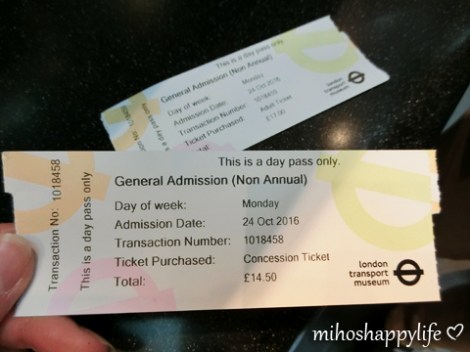 This is a day pass only.
General Admission (Non Annual)
Day of week: Monday
Admission Date: 24 Oct 2016
Transaction Number: 1018458
Ticket Purchased: Adult Ticket
£17.00
london
transport
museum
This is a day pass only.
General Admission (Non Annual)
Day of week: Monday
Admission Date: 24 Oct 2016
Transaction Number: 1018458
Ticket Purchased: Concession Ticket
Total: £14.50
Transaction No: 1018458
This is a day pass only
london
transport
museum
mihoshappylife ♡